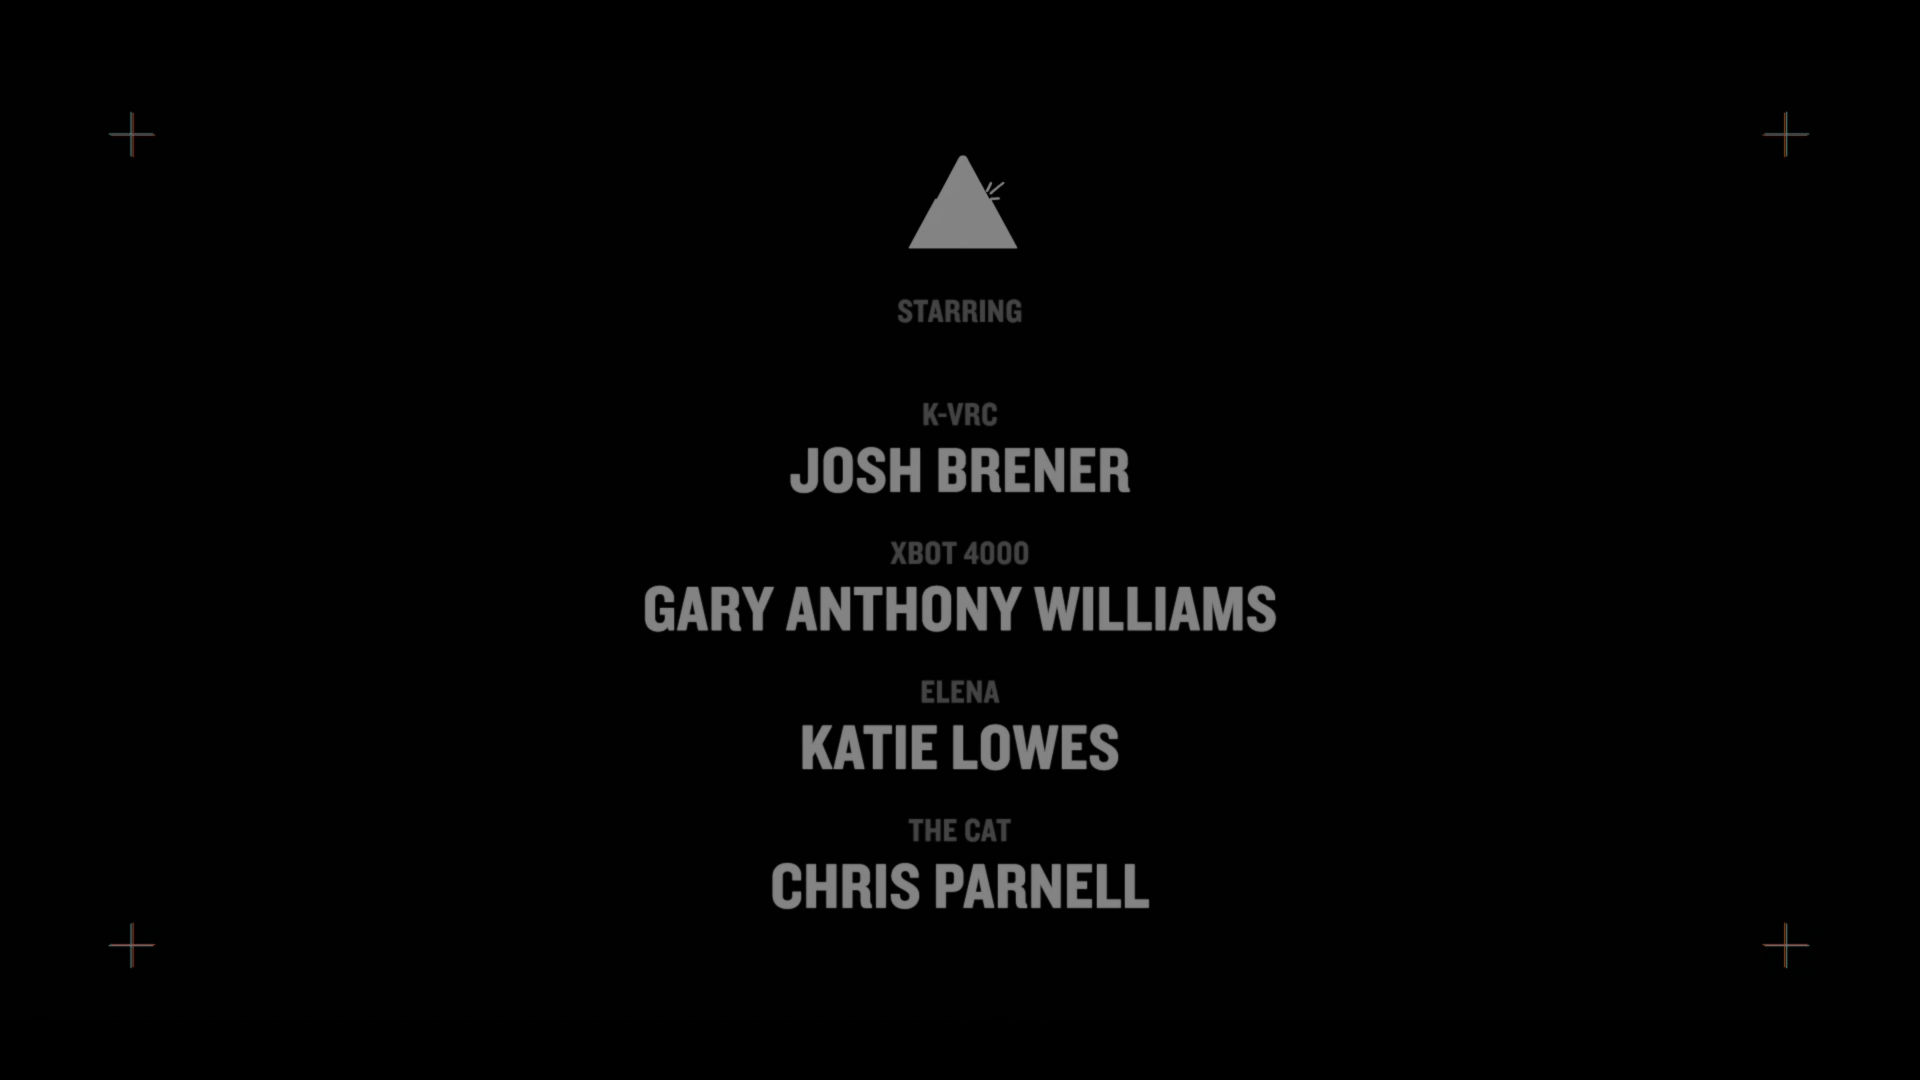 STARRING
K-VRC
JOSH BRENER
XBOT 4000
GARY ANTHONY WILLIAMS
ELENA
KATIE LOWES
THE CAT
CHRIS PARNELL